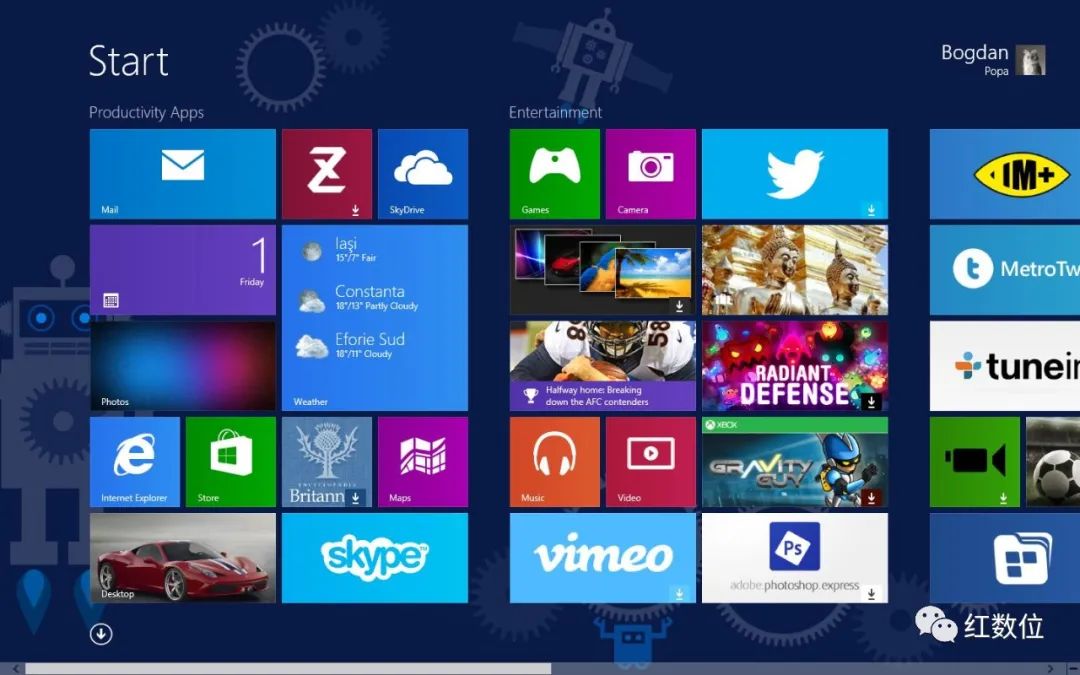 Start
Bogdan
Popa
Productivity Apps
Entertainment
Mail
SkyDrive
Games
Camera
IM+
1
Friday
Iaşi
15°/7° Fair
Constanta
18°/13° Partly Cloudy
Eforie Sud
18°/11° Cloudy
Weather
MetroTw
Photos
Halfway home: Breaking
down the AFC contenders
58
RADIANT
DEFENSE
tunein
Internet Explorer
Store
ENCYCLOPÆDIA
Britann
Maps
Music
Video
XBOX
GRAVITY
GUY
Desktop
skype™
vimeo
Ps
adobe photoshop express
红数位